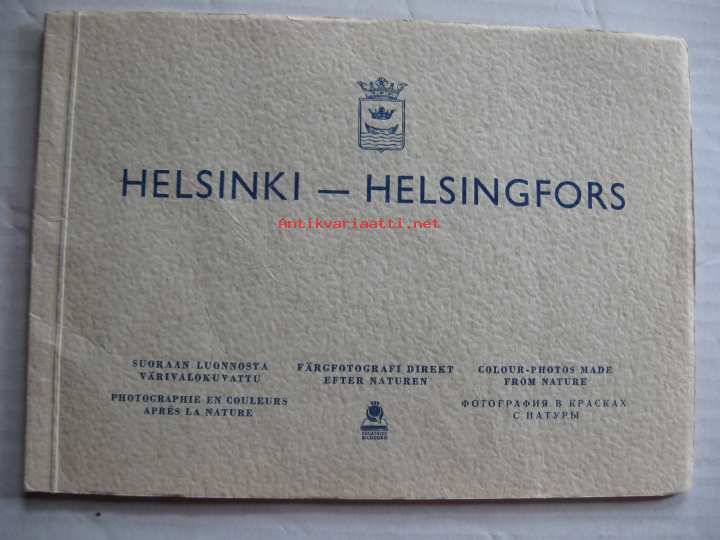 HELSINKI — HELSINGFORS
Antikvariaatti.net
SUORAAN LUONNOSTA
VÄRIVALOKUVATTU
FÄRGFOTOGRAFI DIREKT
EFTER NATUREN
COLOUR-PHOTOS MADE
FROM NATURE
PHOTOGRAPHIE EN COULEURS
APRÉS LA NATURE
ФОТОГРАФИЯ В КРАСКАХ
С НАТУРЫ